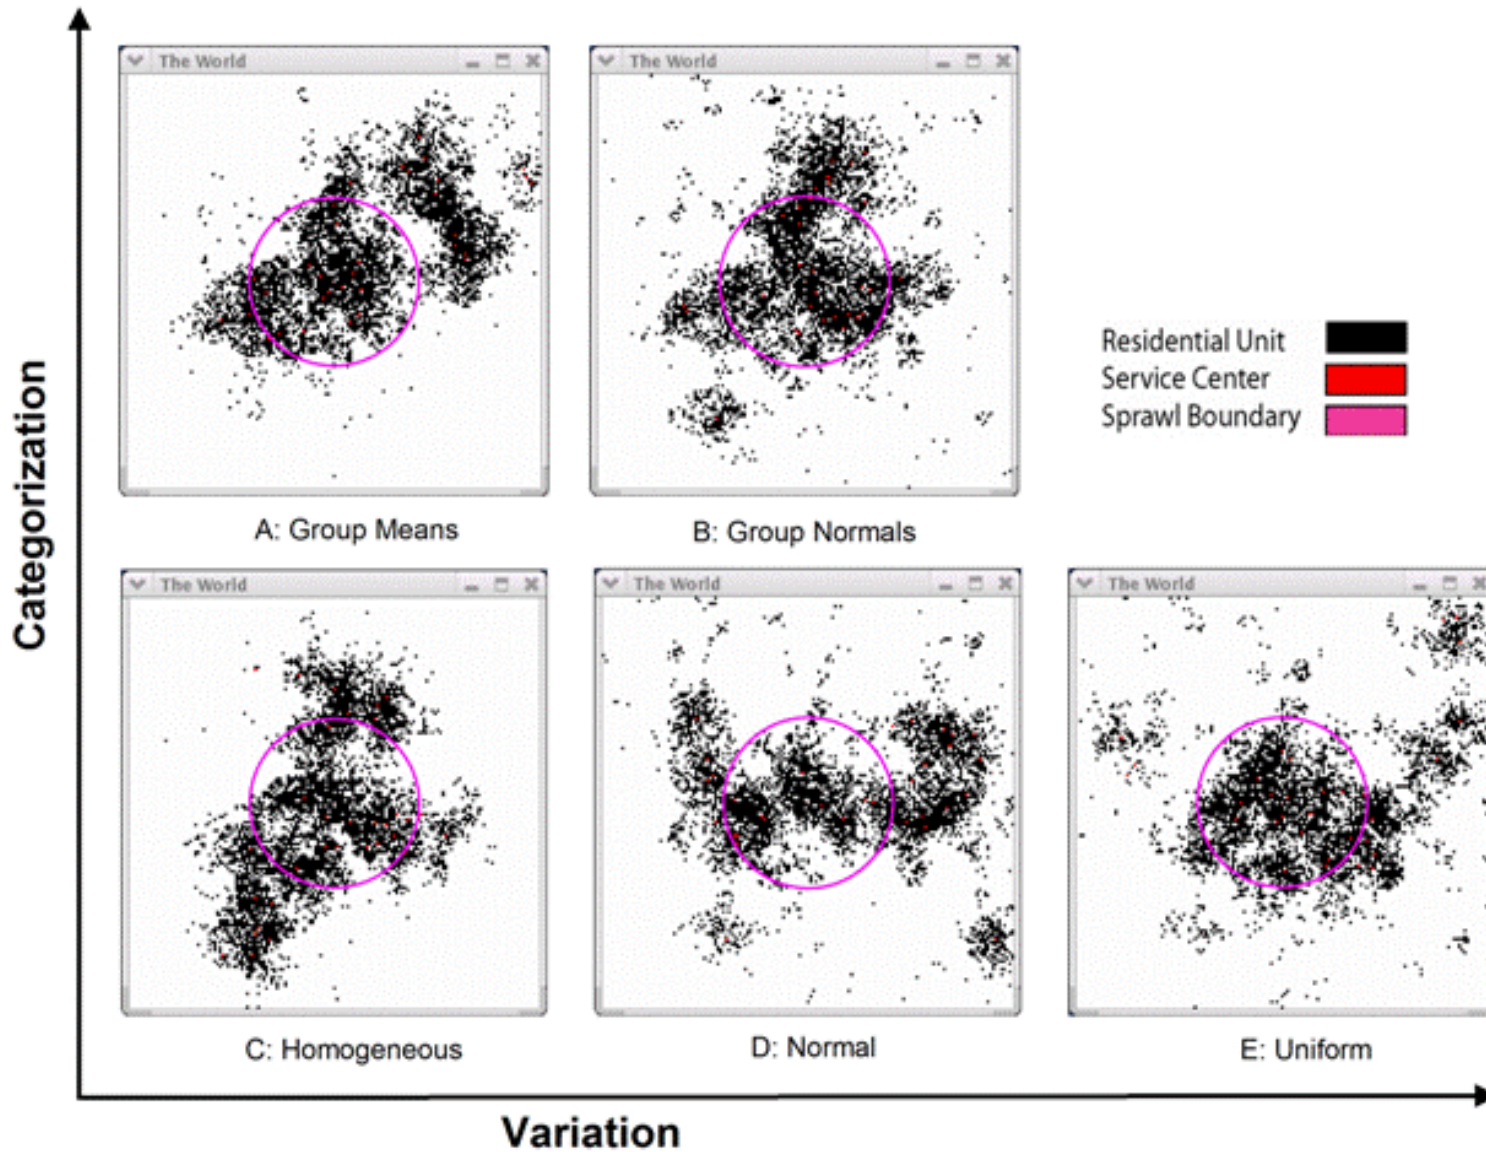 Categorization
The World
The World
A: Group Means
B: Group Normals
Residential Unit
Service Center
Sprawl Boundary
The World
The World
The World
C: Homogeneous
D: Normal
E: Uniform
Variation